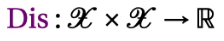 Dis : 𝒳 × 𝒳 → ℝ